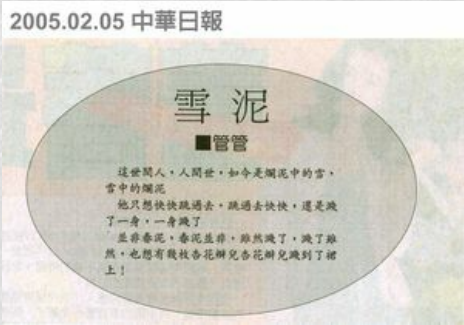 2005.02.05 中華日報
雪 泥
■管管
這世間人，人間世，如今是爛泥中的雪，
雪中的爛泥
他只想快快跳過去，跳過去快快，還是濺
了一身，一身濺了
並非春泥，春泥並非，雖然濺了，濺了雖
然，也想有幾枝杏花瓣兒杏花瓣兒濺到了裙
上！